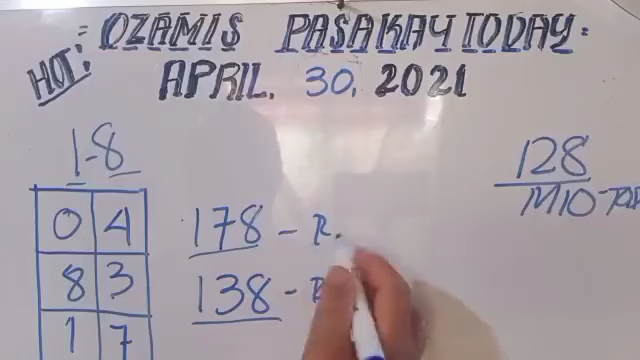 = OZAMIS PASAKAY TODAY:
HOT!
APRIL. 30. 2021
1-8
128
0 4
178 - R.
8 3
138 -
1 7